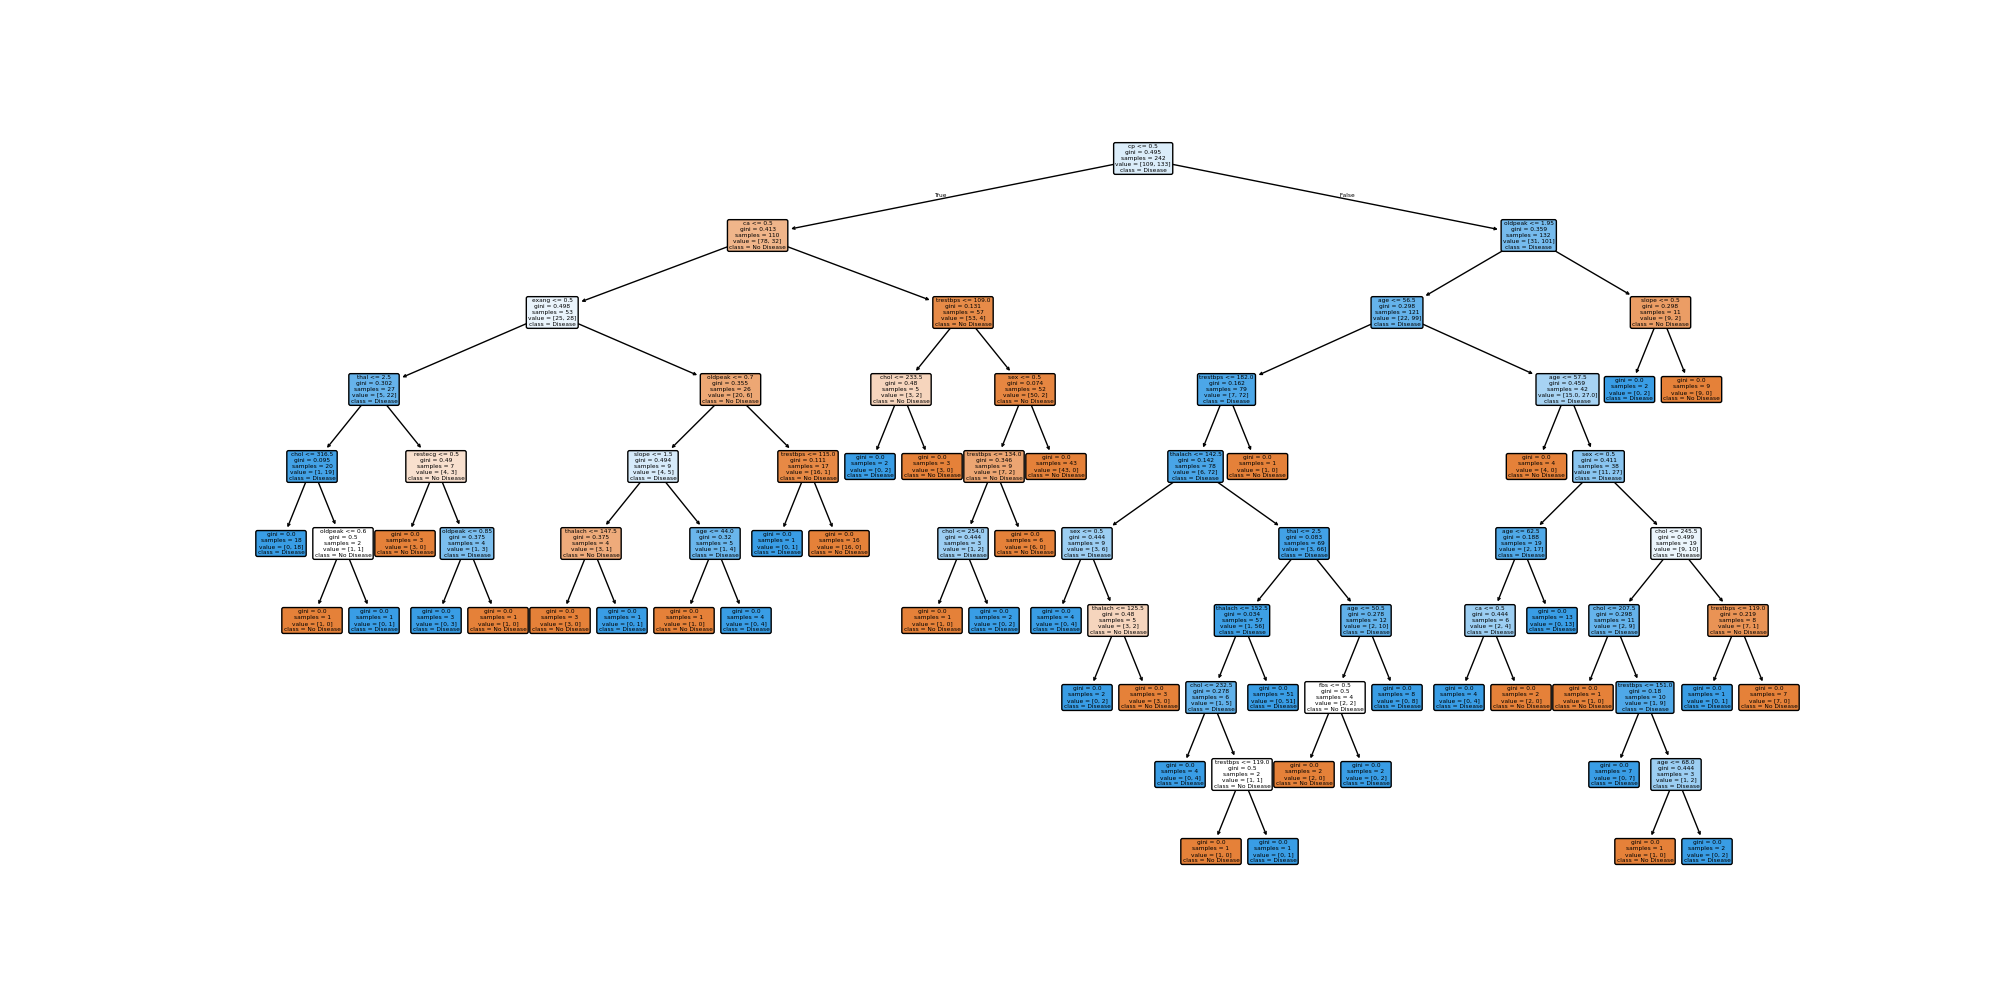 cp <= 0.5
gini = 0.495
samples = 242
value = [109, 133]
class = Disease
True
False
ca <= 0.5
gini = 0.413
samples = 110
value = [78, 32]
class = No Disease
oldpeak <= 1.95
gini = 0.359
samples = 132
value = [31, 101]
class = Disease
exang <= 0.5
gini = 0.498
samples = 53
value = [25, 28]
class = Disease
trestbps <= 109.0
gini = 0.131
samples = 57
value = [53, 4]
class = No Disease
age <= 56.5
gini = 0.298
samples = 121
value = [22, 99]
class = Disease
slope <= 0.5
gini = 0.298
samples = 11
value = [9, 2]
class = No Disease
thal <= 2.5
gini = 0.302
samples = 27
value = [5, 22]
class = Disease
oldpeak <= 0.7
gini = 0.355
samples = 26
value = [20, 6]
class = No Disease
chol <= 233.5
gini = 0.48
samples = 5
value = [3, 2]
class = No Disease
sex <= 0.5
gini = 0.074
samples = 52
value = [50, 2]
class = No Disease
trestbps <= 182.0
gini = 0.162
samples = 79
value = [7, 72]
class = Disease
age <= 57.5
gini = 0.459
samples = 42
value = [15.0, 27.0]
class = Disease
gini = 0.0
samples = 2
value = [0, 2]
class = Disease
gini = 0.0
samples = 9
value = [9, 0]
class = No Disease
chol <= 316.5
gini = 0.095
samples = 20
value = [1, 19]
class = Disease
restecg <= 0.5
gini = 0.49
samples = 7
value = [4, 3]
class = No Disease
slope <= 1.5
gini = 0.494
samples = 9
value = [4, 5]
class = Disease
trestbps <= 115.0
gini = 0.111
samples = 17
value = [16, 1]
class = No Disease
gini = 0.0
samples = 2
value = [0, 2]
class = Disease
gini = 0.0
samples = 3
value = [3, 0]
class = No Disease
trestbps <= 134.0
gini = 0.346
samples = 9
value = [7, 2]
class = No Disease
gini = 0.0
samples = 43
value = [43, 0]
class = No Disease
thalach <= 142.5
gini = 0.142
samples = 78
value = [6, 72]
class = Disease
gini = 0.0
samples = 1
value = [1, 0]
class = No Disease
gini = 0.0
samples = 4
value = [4, 0]
class = No Disease
sex <= 0.5
gini = 0.411
samples = 38
value = [11, 27]
class = Disease
gini = 0.0
samples = 18
value = [0, 18]
class = Disease
oldpeak <= 0.6
gini = 0.5
samples = 2
value = [1, 1]
class = No Disease
gini = 0.0
samples = 3
value = [3, 0]
class = No Disease
oldpeak <= 0.85
gini = 0.375
samples = 4
value = [1, 3]
class = Disease
thalach <= 147.5
gini = 0.375
samples = 4
value = [3, 1]
class = No Disease
age <= 44.0
gini = 0.32
samples = 5
value = [1, 4]
class = Disease
gini = 0.0
samples = 1
value = [0, 1]
class = Disease
gini = 0.0
samples = 16
value = [16, 0]
class = No Disease
chol <= 254.0
gini = 0.444
samples = 3
value = [1, 2]
class = Disease
gini = 0.0
samples = 6
value = [6, 0]
class = No Disease
sex <= 0.5
gini = 0.444
samples = 9
value = [3, 6]
class = Disease
thal <= 2.5
gini = 0.083
samples = 69
value = [3, 66]
class = Disease
age <= 62.5
gini = 0.188
samples = 19
value = [2, 17]
class = Disease
chol <= 245.5
gini = 0.499
samples = 19
value = [9, 10]
class = Disease
gini = 0.0
samples = 1
value = [1, 0]
class = No Disease
gini = 0.0
samples = 1
value = [0, 1]
class = Disease
gini = 0.0
samples = 3
value = [0, 3]
class = Disease
gini = 0.0
samples = 1
value = [1, 0]
class = No Disease
gini = 0.0
samples = 3
value = [3, 0]
class = No Disease
gini = 0.0
samples = 1
value = [0, 1]
class = Disease
gini = 0.0
samples = 1
value = [1, 0]
class = No Disease
gini = 0.0
samples = 4
value = [0, 4]
class = Disease
gini = 0.0
samples = 1
value = [1, 0]
class = No Disease
gini = 0.0
samples = 2
value = [0, 2]
class = Disease
gini = 0.0
samples = 4
value = [0, 4]
class = Disease
thalach <= 125.5
gini = 0.48
samples = 5
value = [3, 2]
class = No Disease
thalach <= 152.5
gini = 0.034
samples = 57
value = [1, 56]
class = Disease
age <= 50.5
gini = 0.278
samples = 12
value = [2, 10]
class = Disease
ca <= 0.5
gini = 0.444
samples = 6
value = [2, 4]
class = Disease
gini = 0.0
samples = 13
value = [0, 13]
class = Disease
chol <= 207.5
gini = 0.298
samples = 11
value = [2, 9]
class = Disease
trestbps <= 119.0
gini = 0.219
samples = 8
value = [7, 1]
class = No Disease
gini = 0.0
samples = 2
value = [0, 2]
class = Disease
gini = 0.0
samples = 3
value = [3, 0]
class = No Disease
chol <= 232.5
gini = 0.278
samples = 6
value = [1, 5]
class = Disease
gini = 0.0
samples = 51
value = [0, 51]
class = Disease
fbs <= 0.5
gini = 0.5
samples = 4
value = [2, 2]
class = No Disease
gini = 0.0
samples = 8
value = [0, 8]
class = Disease
gini = 0.0
samples = 4
value = [0, 4]
class = Disease
gini = 0.0
samples = 2
value = [2, 0]
class = No Disease
gini = 0.0
samples = 1
value = [1, 0]
class = No Disease
trestbps <= 151.0
gini = 0.18
samples = 10
value = [1, 9]
class = Disease
gini = 0.0
samples = 1
value = [0, 1]
class = Disease
gini = 0.0
samples = 7
value = [7, 0]
class = No Disease
gini = 0.0
samples = 4
value = [0, 4]
class = Disease
trestbps <= 119.0
gini = 0.5
samples = 2
value = [1, 1]
class = No Disease
gini = 0.0
samples = 2
value = [2, 0]
class = No Disease
gini = 0.0
samples = 2
value = [0, 2]
class = Disease
gini = 0.0
samples = 7
value = [0, 7]
class = Disease
age <= 68.0
gini = 0.444
samples = 3
value = [1, 2]
class = Disease
gini = 0.0
samples = 1
value = [1, 0]
class = No Disease
gini = 0.0
samples = 1
value = [0, 1]
class = Disease
gini = 0.0
samples = 1
value = [1, 0]
class = No Disease
gini = 0.0
samples = 2
value = [0, 2]
class = Disease